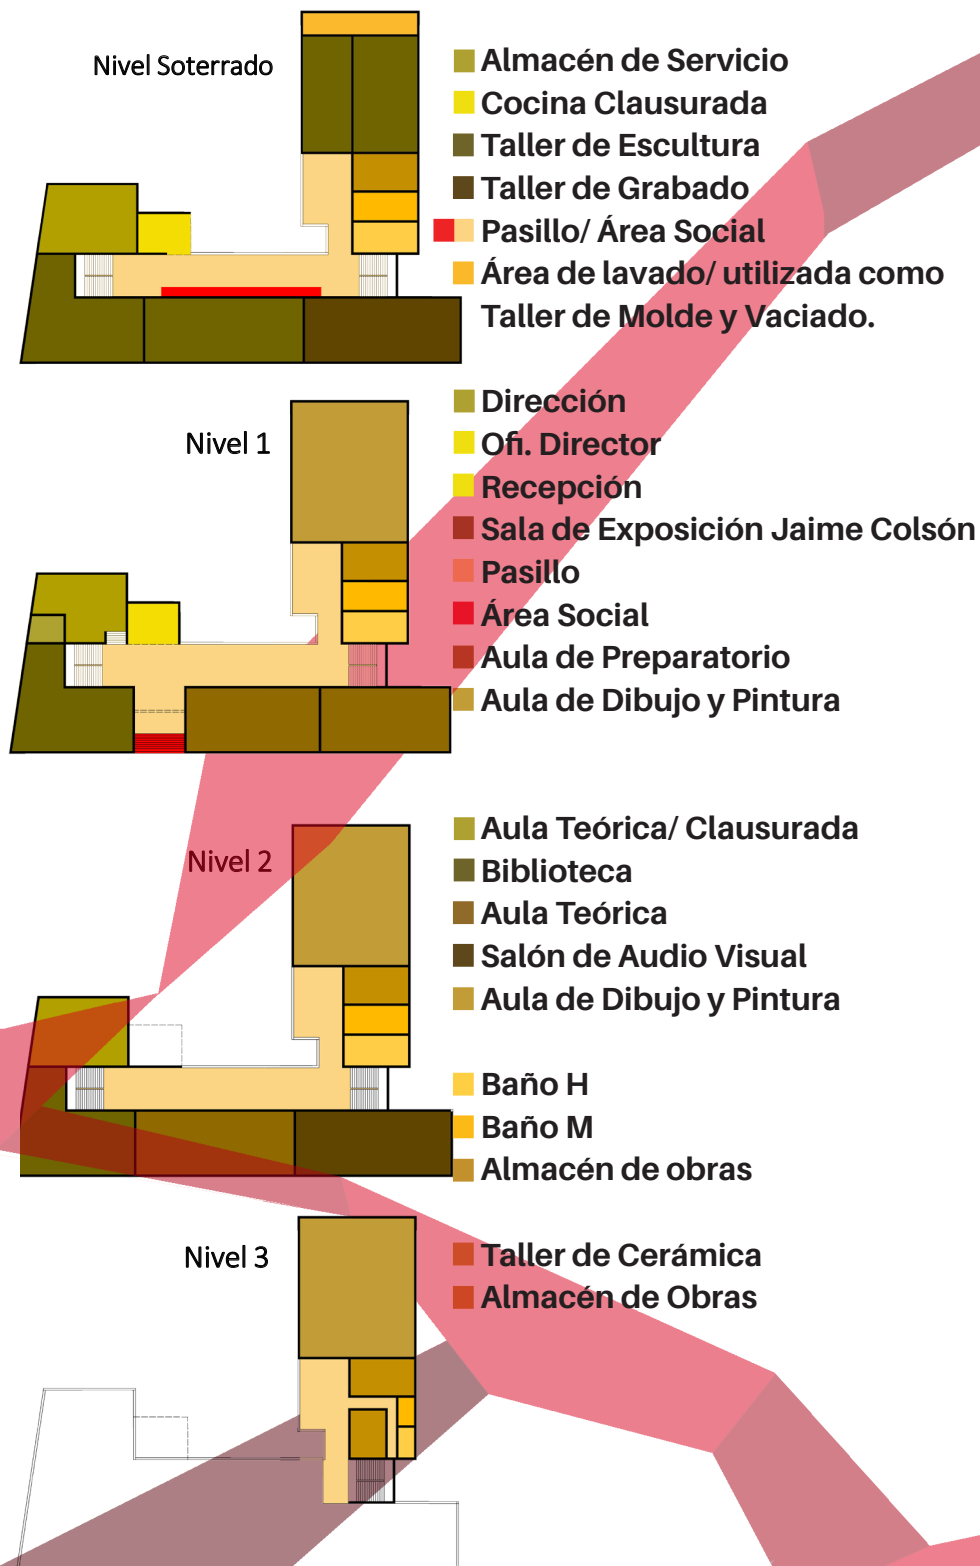 Nivel Soterrado
Almacén de Servicio
Cocina Clausurada
Taller de Escultura
Taller de Grabado
Pasillo/ Área Social
Área de lavado/ utilizada como
Taller de Molde y Vaciado.
Nivel 1
Dirección
Ofi. Director
Recepción
Sala de Exposición Jaime Colsón
Pasillo
Área Social
Aula de Preparatorio
Aula de Dibujo y Pintura
Nivel 2
Aula Teórica/ Clausurada
Biblioteca
Aula Teórica
Salón de Audio Visual
Aula de Dibujo y Pintura
Baño H
Baño M
Almacén de obras
Nivel 3
Taller de Cerámica
Almacén de Obras